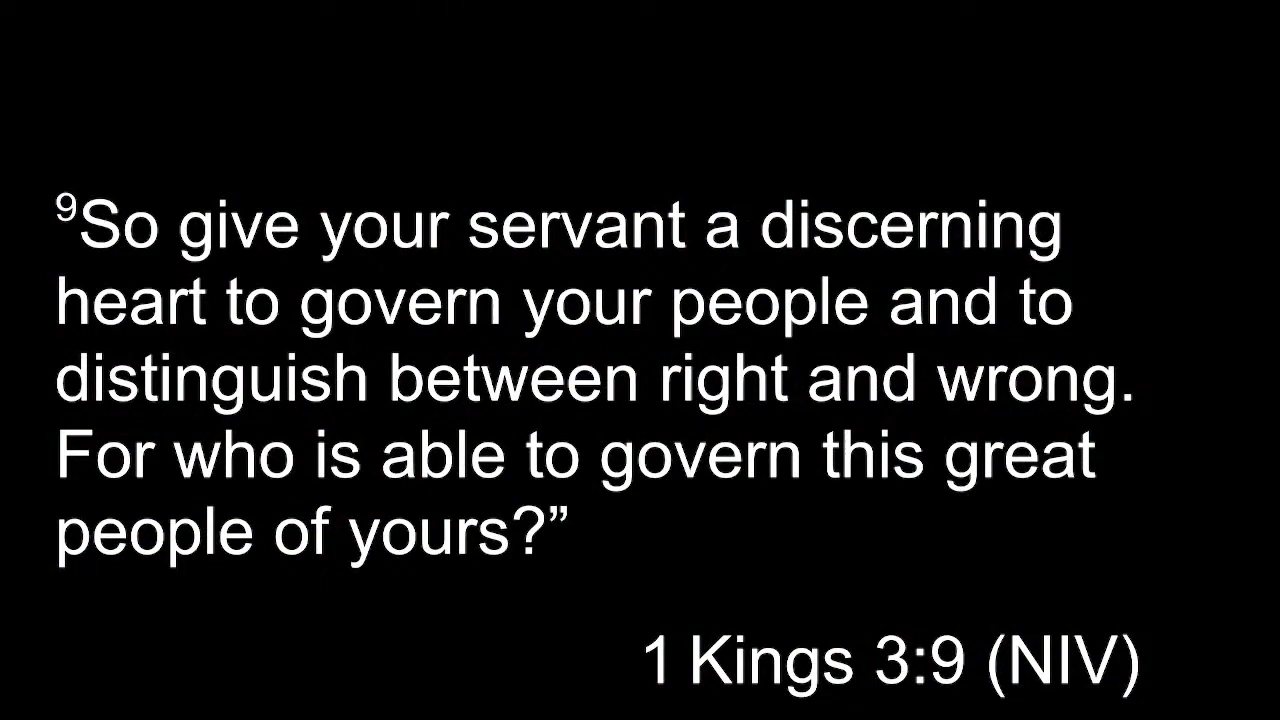 ⁹So give your servant a discerning
heart to govern your people and to
distinguish between right and wrong.
For who is able to govern this great
people of yours?”
1 Kings 3:9 (NIV)